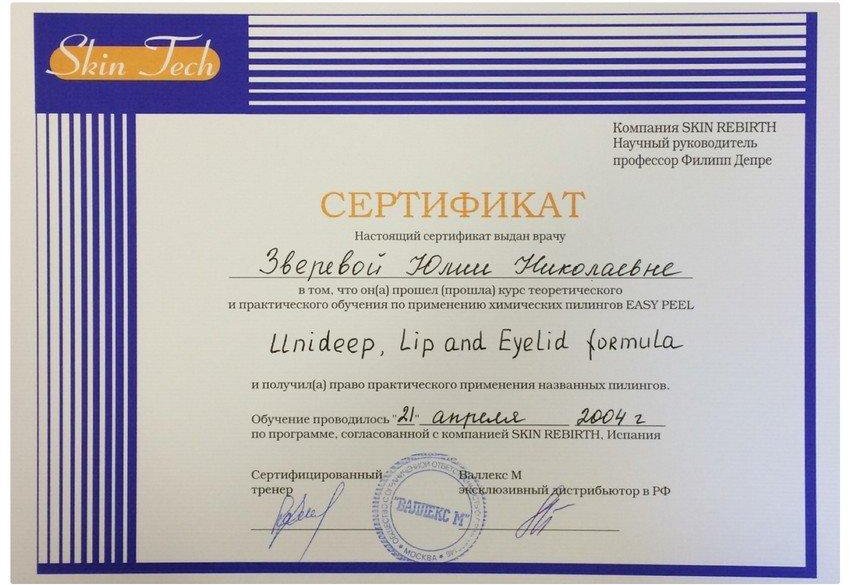 Skin Tech
Компания SKIN REBIRTH
Научный руководитель
профессор Филипп Депре
СЕРТИФИКАТ
Настоящий сертификат выдан врачу
Зверевой Юлии Николаевне
в том, что он(а) прошел (прошла) курс теоретического
и практического обучения по применению химических пилингов EASY PEEL
Unideep, Lip and Eyelid formula
и получил(а) право практического применения названных пилингов.
Обучение проводилось "21" апреля 2004 г
по программе, согласованной с компанией SKIN REBIRTH, Испания
Сертифицированный
тренер
Валлекс М
эксклюзивный дистрибьютор в РФ
"ВАЛЛЕКС М"
МОСКВА